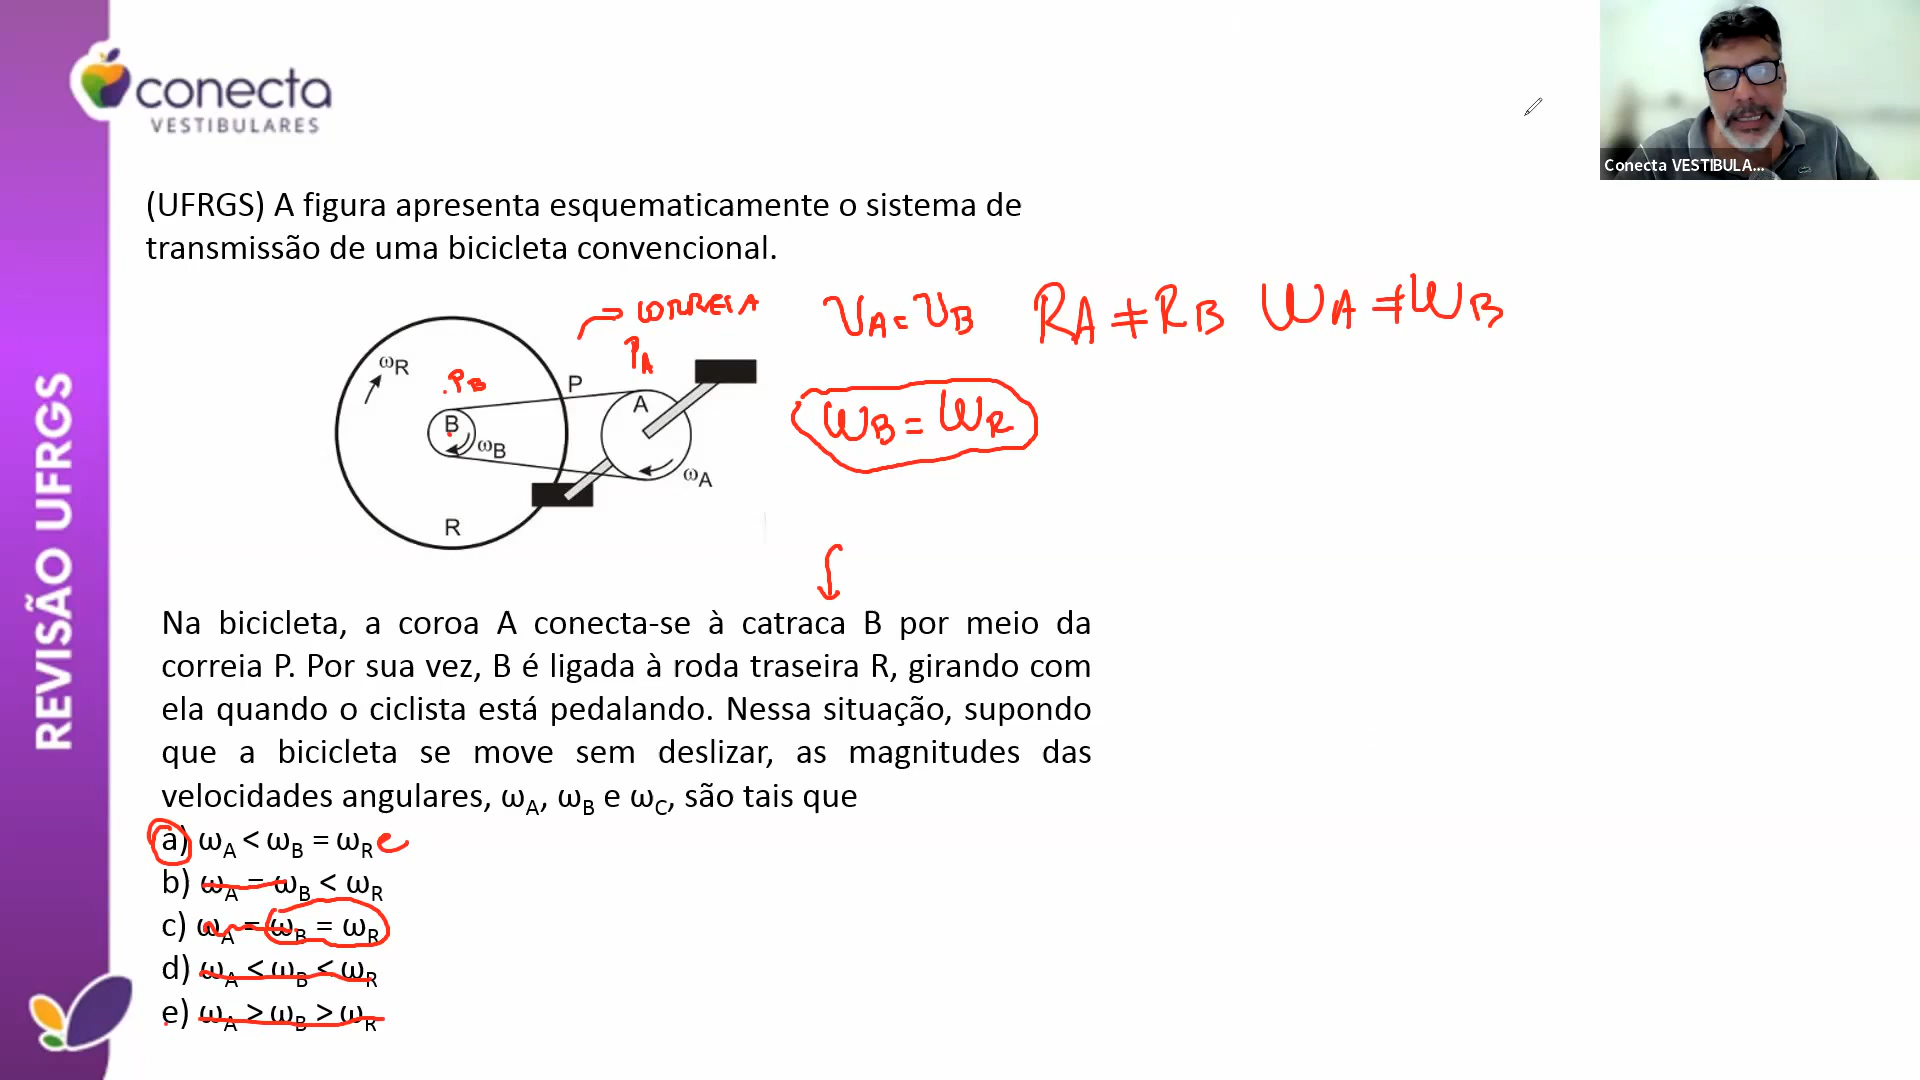 conecta
VESTIBULARES
Conecta VESTIBULA...
REVISÃO UFRGS
(UFRGS) A figura apresenta esquematicamente o sistema de
transmissão de uma bicicleta convencional.
CORREIA
VA = VB RA ≠ RB ωA ≠ ωB
PA
ωR
.PB
P
A
B
ωB
ωA
R
ωB = ωR
Na bicicleta, a coroa A conecta-se à catraca B por meio da
correia P. Por sua vez, B é ligada à roda traseira R, girando com
ela quando o ciclista está pedalando. Nessa situação, supondo
que a bicicleta se move sem deslizar, as magnitudes das
velocidades angulares, ωA, ωB e ωC, são tais que
a) ωA < ωB = ωR
b) ωA = ωB < ωR
c) ωA = ωB = ωR
d) ωA < ωB < ωR
e) ωA > ωB > ωR